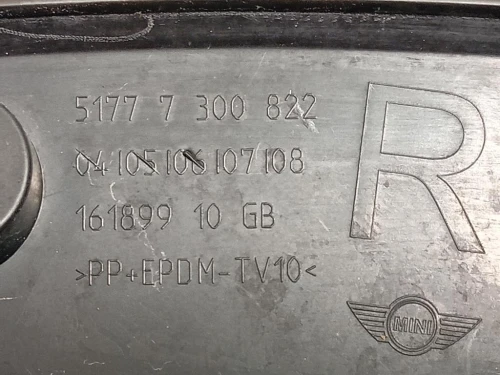 5177 7 300 822
04|05|06|07|08
161899 10 GB
>PP+EPDM-TV10<
R
MINI